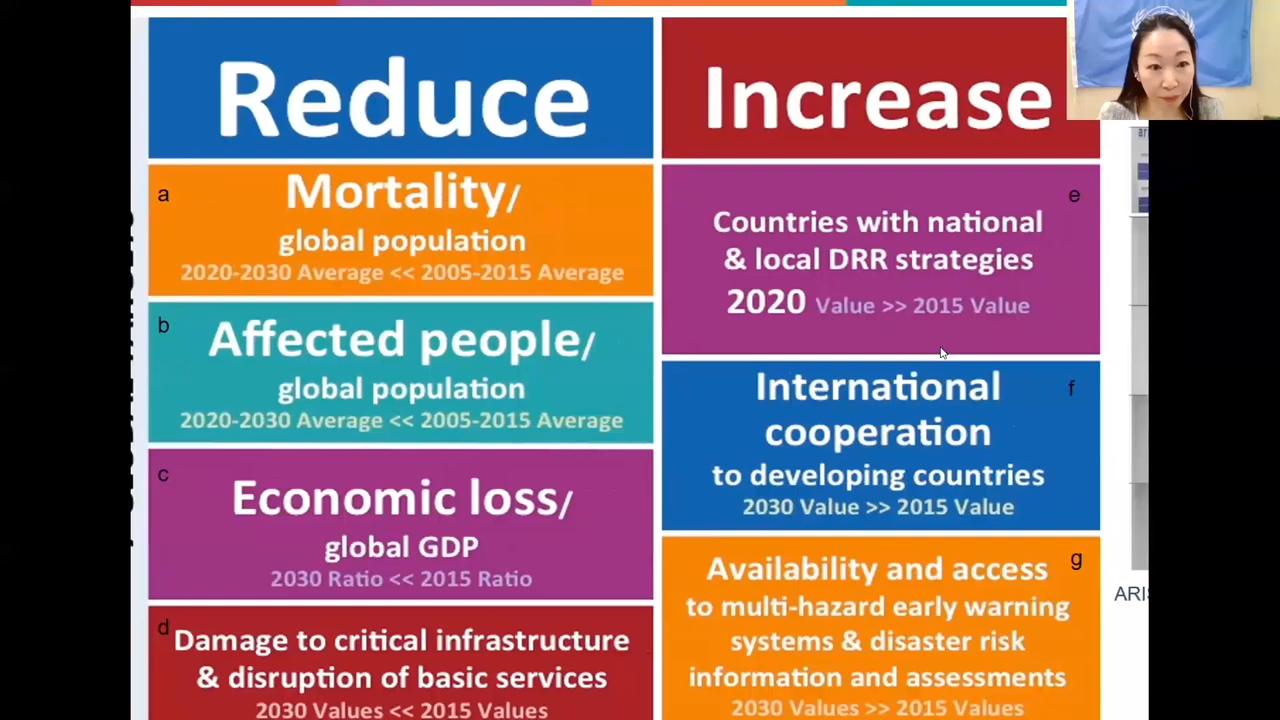 Reduce
a
Mortality/
global population
2020-2030 Average << 2005-2015 Average
b
Affected people/
global population
2020-2030 Average << 2005-2015 Average
c
Economic loss/
global GDP
2030 Ratio << 2015 Ratio
d
Damage to critical infrastructure
& disruption of basic services
2030 Values << 2015 Values
Increase
e
Countries with national
& local DRR strategies
2020 Value >> 2015 Value
f
International
cooperation
to developing countries
2030 Value >> 2015 Value
g
Availability and access
to multi-hazard early warning
systems & disaster risk
information and assessments
2030 Values >> 2015 Values